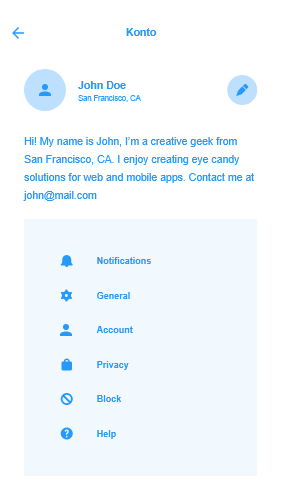 Konto
John Doe
San Francisco, CA
Hi! My name is John, I'm a creative geek from
San Francisco, CA. I enjoy creating eye candy
solutions for web and mobile apps. Contact me at
john@mail.com
Notifications
General
Account
Privacy
Block
Help